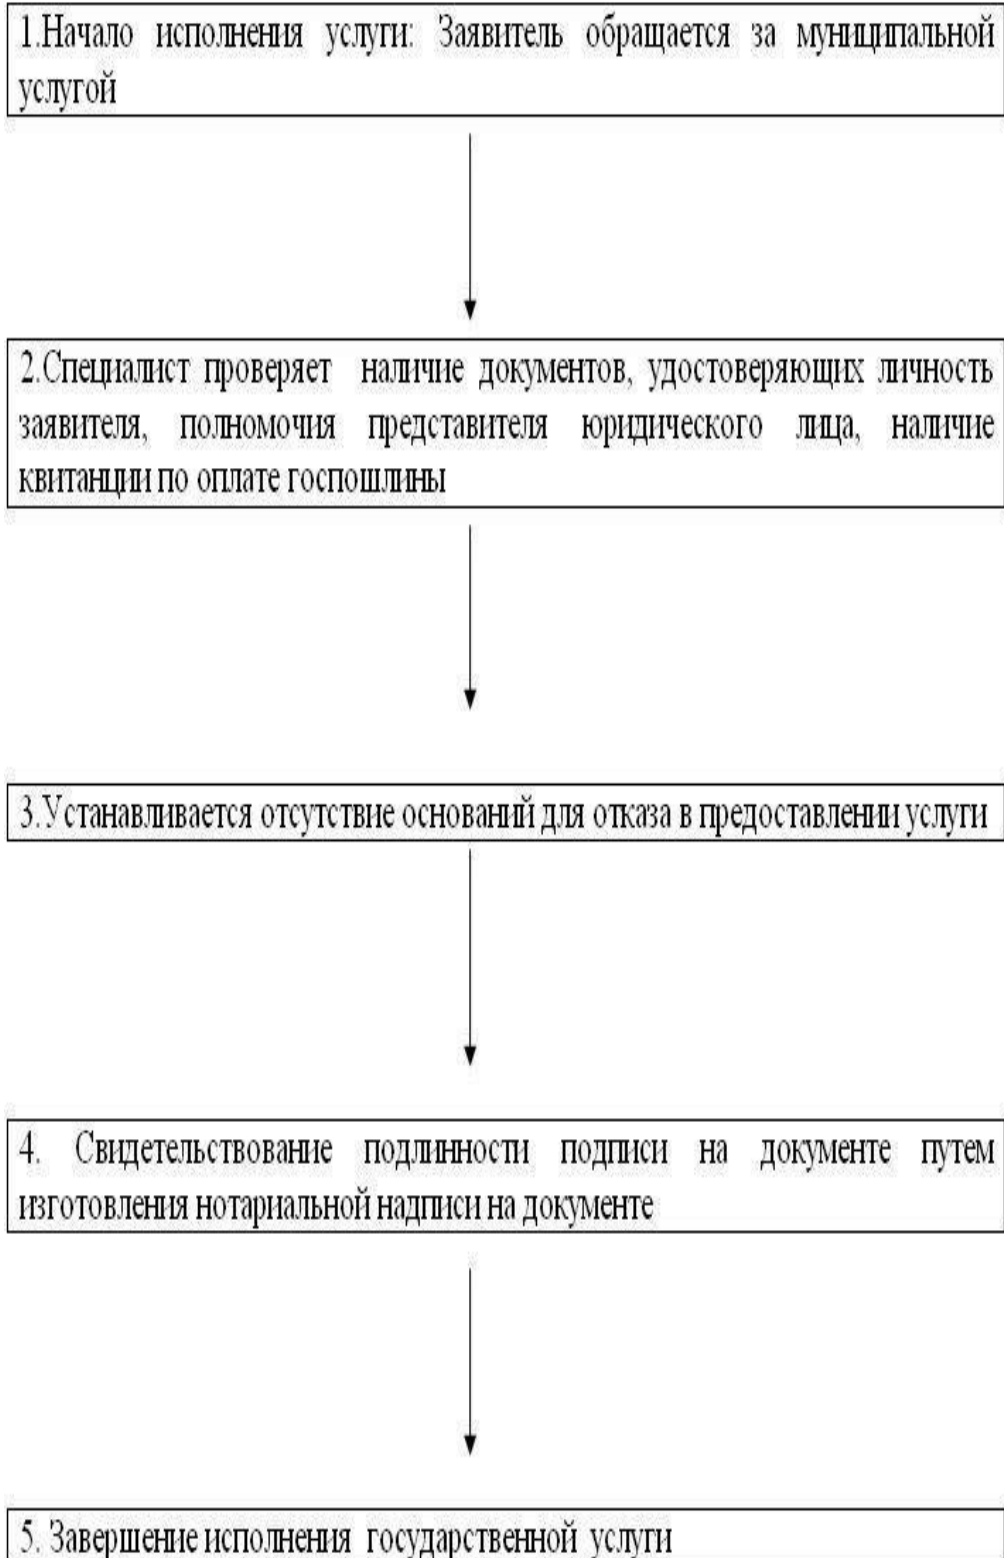 1.Начало исполнения услуги: Заявитель обращается за муниципальной
услугой
2.Специалист проверяет наличие документов, удостоверяющих личность
заявителя, полномочия представителя юридического лица, наличие
квитанции по оплате госпошлины
3.Устанавливается отсутствие оснований для отказа в предоставлении услуги
4. Свидетельствование подлинности подписи на документе путем
изготовления нотариальной надписи на документе
5. Завершение исполнения государственной услуги